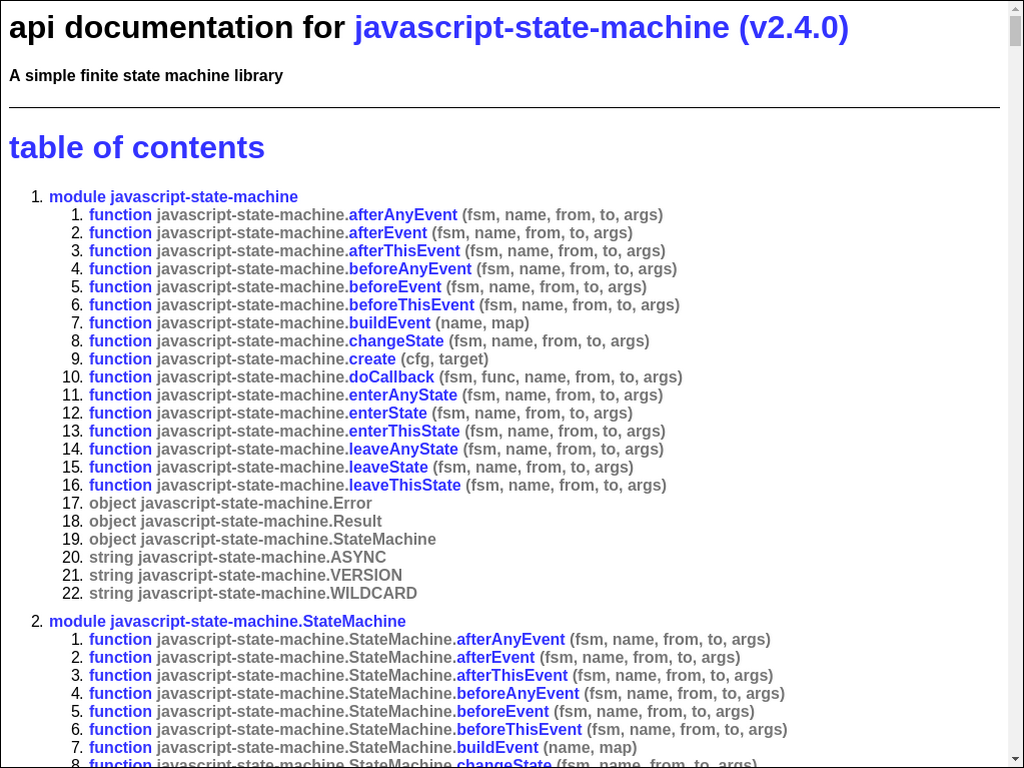 api documentation for javascript-state-machine (v2.4.0)
A simple finite state machine library
table of contents
1. module javascript-state-machine
1. function javascript-state-machine.afterAnyEvent (fsm, name, from, to, args)
2. function javascript-state-machine.afterEvent (fsm, name, from, to, args)
3. function javascript-state-machine.afterThisEvent (fsm, name, from, to, args)
4. function javascript-state-machine.beforeAnyEvent (fsm, name, from, to, args)
5. function javascript-state-machine.beforeEvent (fsm, name, from, to, args)
6. function javascript-state-machine.beforeThisEvent (fsm, name, from, to, args)
7. function javascript-state-machine.buildEvent (name, map)
8. function javascript-state-machine.changeState (fsm, name, from, to, args)
9. function javascript-state-machine.create (cfg, target)
10. function javascript-state-machine.doCallback (fsm, func, name, from, to, args)
11. function javascript-state-machine.enterAnyState (fsm, name, from, to, args)
12. function javascript-state-machine.enterState (fsm, name, from, to, args)
13. function javascript-state-machine.enterThisState (fsm, name, from, to, args)
14. function javascript-state-machine.leaveAnyState (fsm, name, from, to, args)
15. function javascript-state-machine.leaveState (fsm, name, from, to, args)
16. function javascript-state-machine.leaveThisState (fsm, name, from, to, args)
17. object javascript-state-machine.Error
18. object javascript-state-machine.Result
19. object javascript-state-machine.StateMachine
20. string javascript-state-machine.ASYNC
21. string javascript-state-machine.VERSION
22. string javascript-state-machine.WILDCARD
2. module javascript-state-machine.StateMachine
1. function javascript-state-machine.StateMachine.afterAnyEvent (fsm, name, from, to, args)
2. function javascript-state-machine.StateMachine.afterEvent (fsm, name, from, to, args)
3. function javascript-state-machine.StateMachine.afterThisEvent (fsm, name, from, to, args)
4. function javascript-state-machine.StateMachine.beforeAnyEvent (fsm, name, from, to, args)
5. function javascript-state-machine.StateMachine.beforeEvent (fsm, name, from, to, args)
6. function javascript-state-machine.StateMachine.beforeThisEvent (fsm, name, from, to, args)
7. function javascript-state-machine.StateMachine.buildEvent (name, map)
8. function javascript-state-machine.StateMachine.changeState (fsm, name, from, to, args)